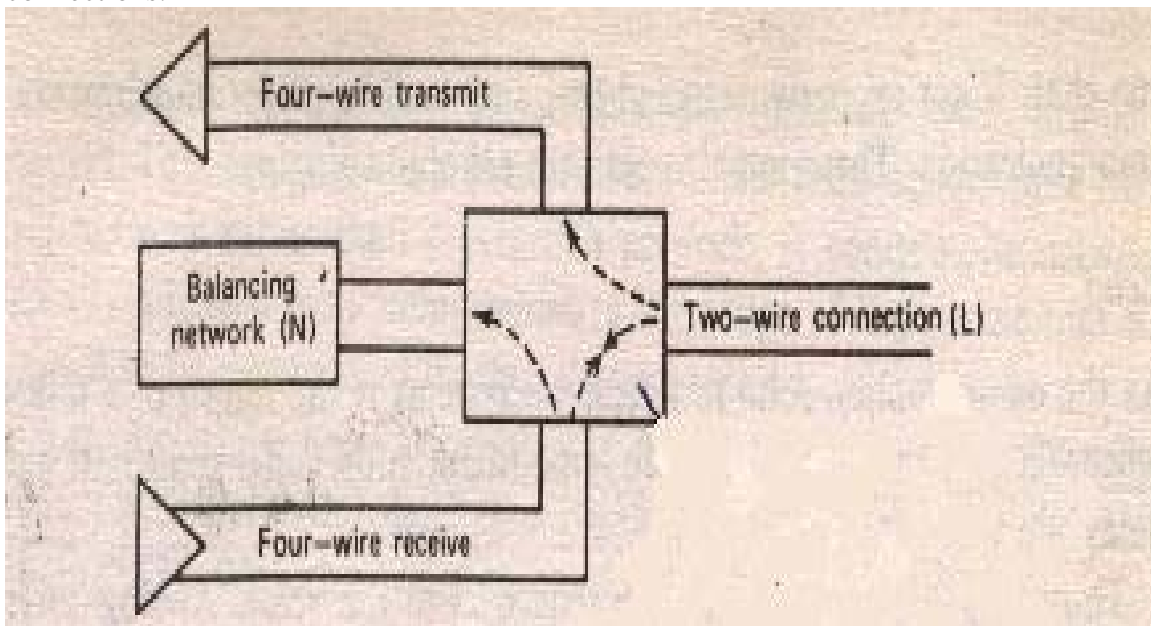 Four-wire transmit
Balancing
network (N)
Two-wire connection (L)
Four-wire receive